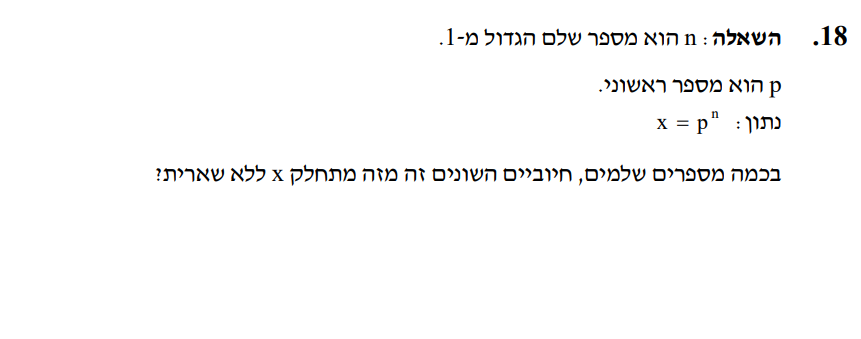 18. השאלה: n הוא מספר שלם הגדול מ-1.
p הוא מספר ראשוני.
נתון: x = pⁿ
בכמה מספרים שלמים, חיוביים השונים זה מזה מתחלק x ללא שארית?